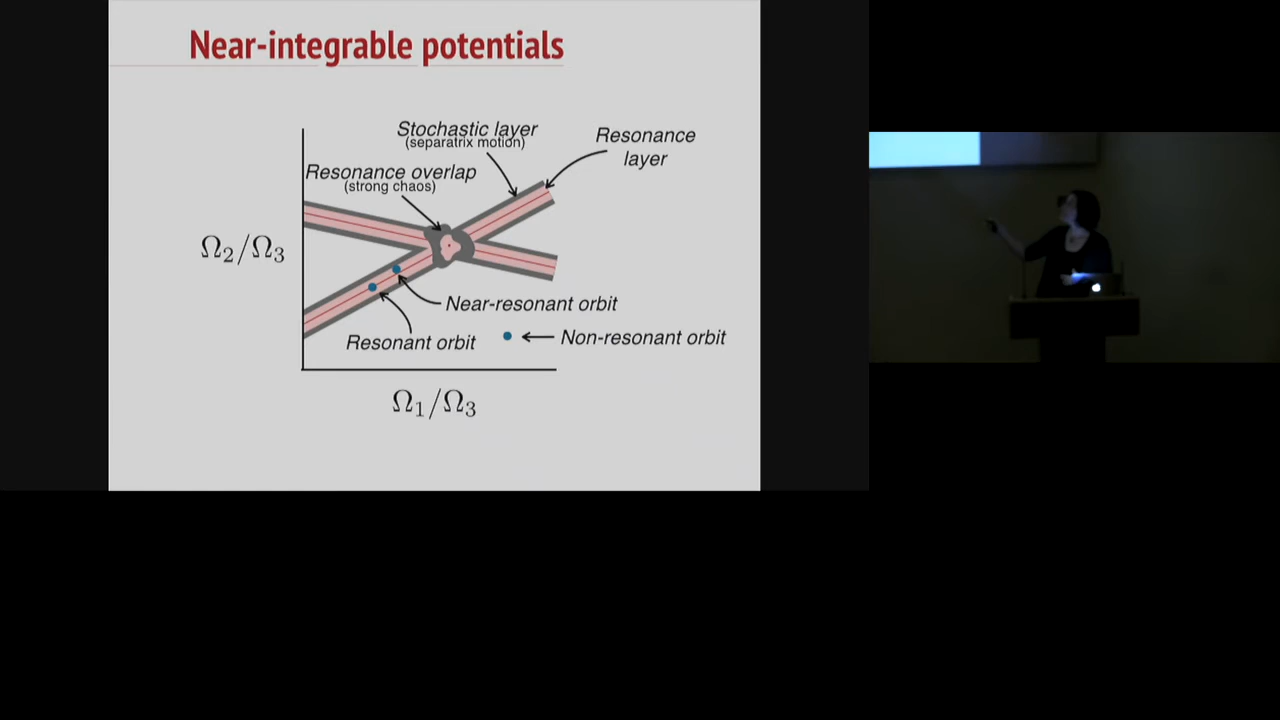 Near-integrable potentials
Stochastic layer
(separatrix motion)
Resonance
layer
Resonance overlap
(strong chaos)
Ω₂/Ω₃
Near-resonant orbit
Resonant orbit
Non-resonant orbit
Ω₁/Ω₃